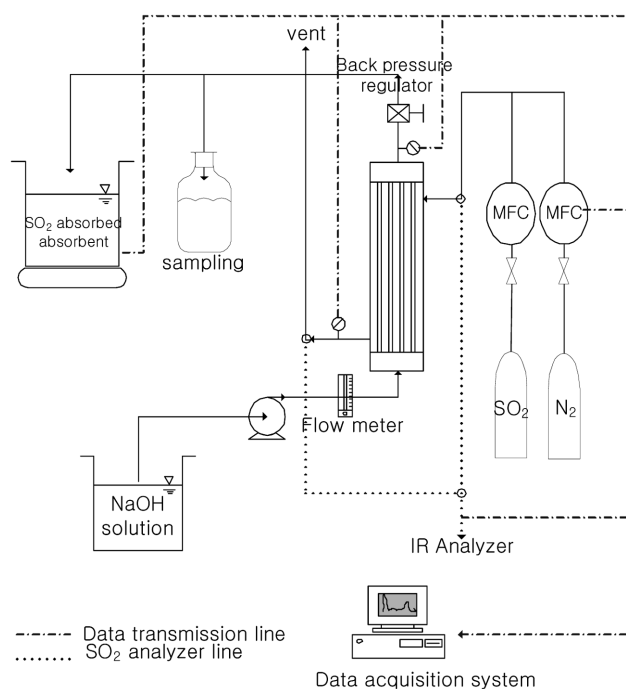 vent
Back pressure
regulator
MFC
MFC
SO2 absorbed
absorbent
sampling
SO2
N2
Flow meter
NaOH
solution
IR Analyzer
Data transmission line
SO2 analyzer line
Data acquisition system